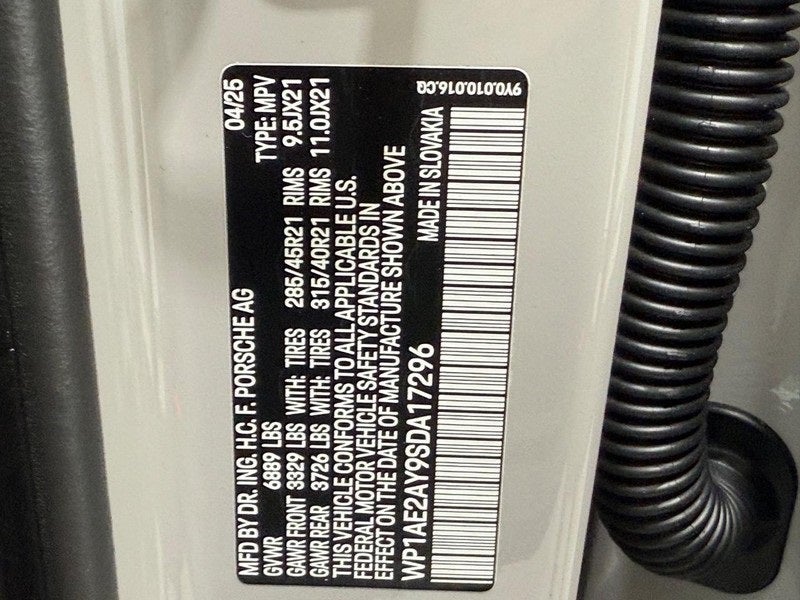 MFD BY DR. ING. H.C. F. PORSCHE AG 04/25
GVWR 6889 LBS TYPE: MPV
GAWR FRONT 3329 LBS WITH: TIRES 285/45R21 RIMS 9.5JX21
GAWR REAR 3726 LBS WITH: TIRES 315/40R21 RIMS 11.0JX21
THIS VEHICLE CONFORMS TO ALL APPLICABLE U.S.
FEDERAL MOTOR VEHICLE SAFETY STANDARDS IN
EFFECT ON THE DATE OF MANUFACTURE SHOWN ABOVE
WP1AE2AY9SDA17296 MADE IN SLOVAKIA
9Y0.010.016.CQ